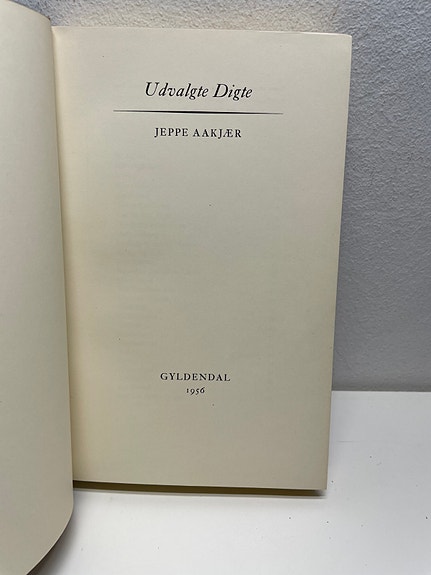 Udvalgte Digte
JEPPE AAKJÆR
GYLDENDAL
1956